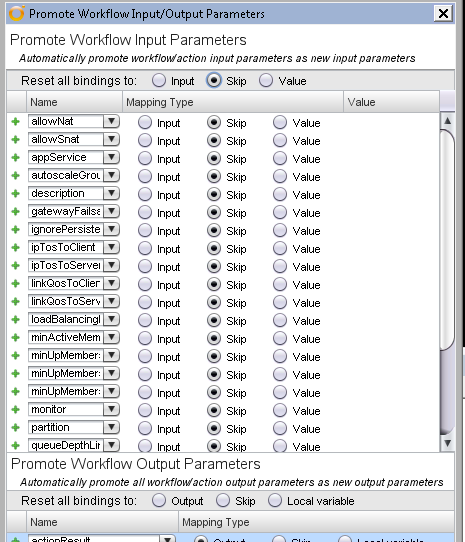 Promote Workflow Input/Output Parameters
Promote Workflow Input Parameters
Automatically promote workflow/action input parameters as new input parameters
Reset all bindings to: Input Skip Value
Name Mapping Type Value
allowNat Input Skip Value
allowSnat Input Skip Value
appService Input Skip Value
autoscaleGrou Input Skip Value
description Input Skip Value
gatewayFailsa Input Skip Value
ignorePersiste Input Skip Value
ipTosToClient Input Skip Value
ipTosToServer Input Skip Value
linkQosToClier Input Skip Value
linkQosToServ Input Skip Value
loadBalancingl Input Skip Value
minActiveMem Input Skip Value
minUpMember: Input Skip Value
minUpMember: Input Skip Value
minUpMember: Input Skip Value
monitor Input Skip Value
partition Input Skip Value
queueDepthLir Input Skip Value
Promote Workflow Output Parameters
Automatically promote all workflow/action output parameters as new output parameters
Reset all bindings to: Output Skip Local variable
Name Mapping Type
actionResult Output Skip Local variable